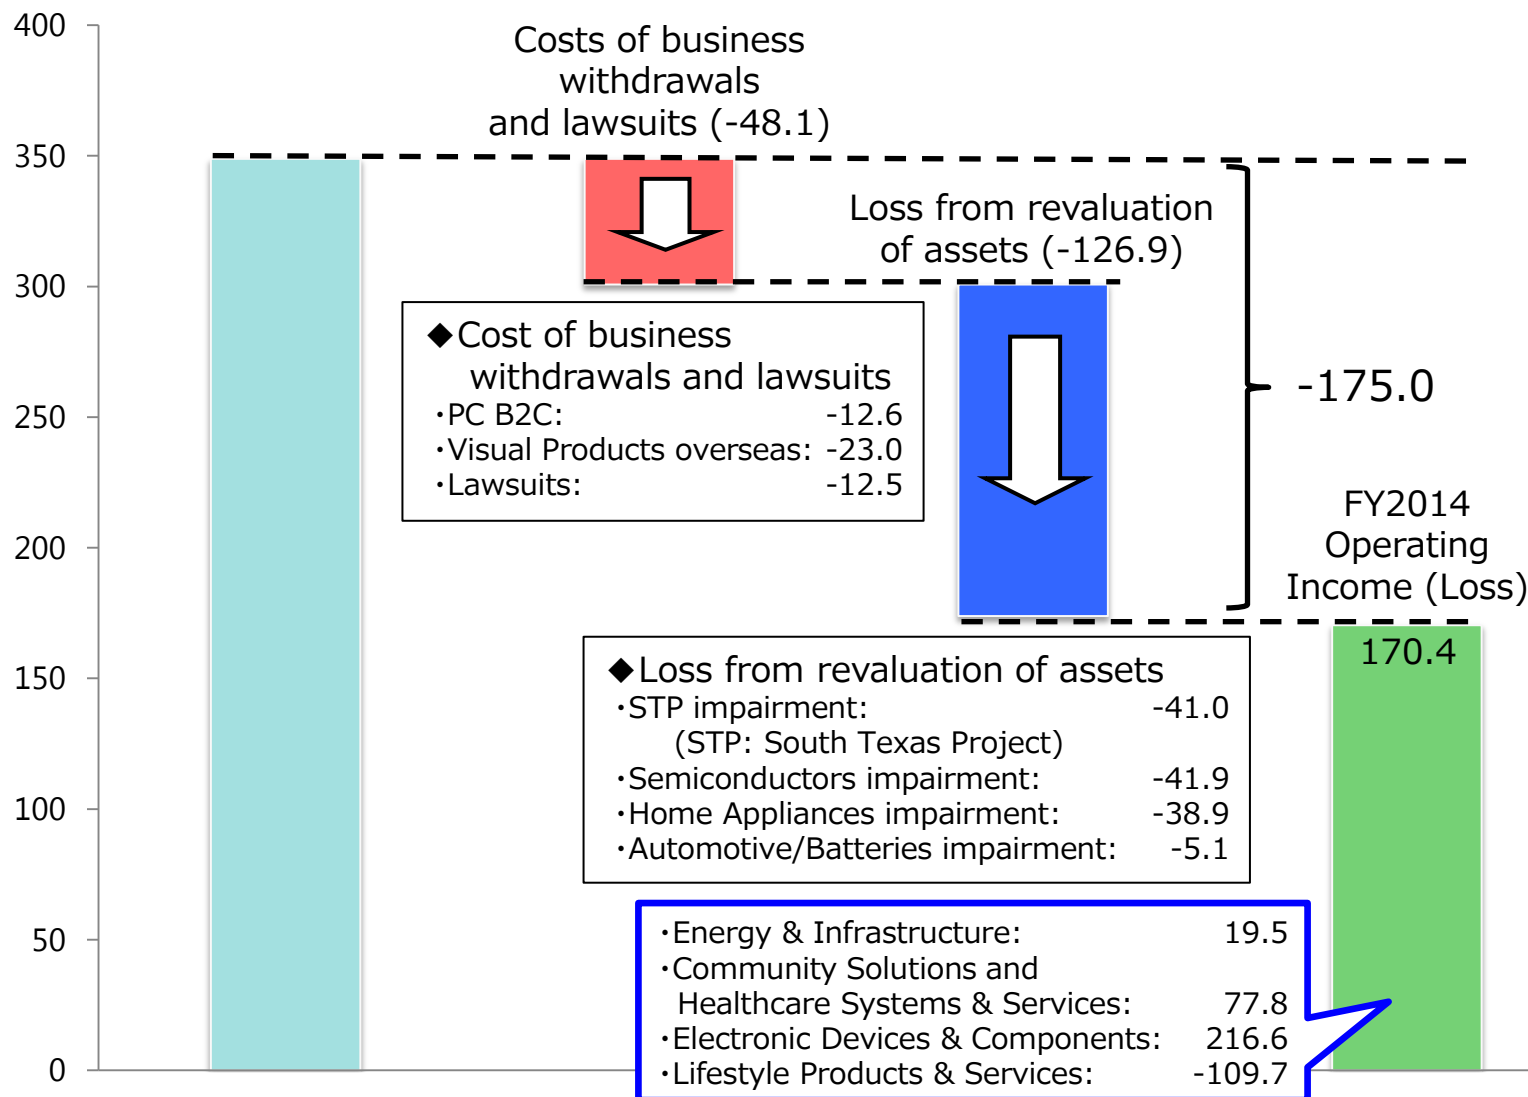 400
350
300
250
200
150
100
50
0
Costs of business
withdrawals
and lawsuits (-48.1)
Loss from revaluation
of assets (-126.9)
◆Cost of business
withdrawals and lawsuits
・PC B2C: -12.6
・Visual Products overseas: -23.0
・Lawsuits: -12.5
-175.0
FY2014
Operating
Income (Loss)
170.4
◆Loss from revaluation of assets
・STP impairment: -41.0
(STP: South Texas Project)
・Semiconductors impairment: -41.9
・Home Appliances impairment: -38.9
・Automotive/Batteries impairment: -5.1
・Energy & Infrastructure: 19.5
・Community Solutions and
Healthcare Systems & Services: 77.8
・Electronic Devices & Components: 216.6
・Lifestyle Products & Services: -109.7